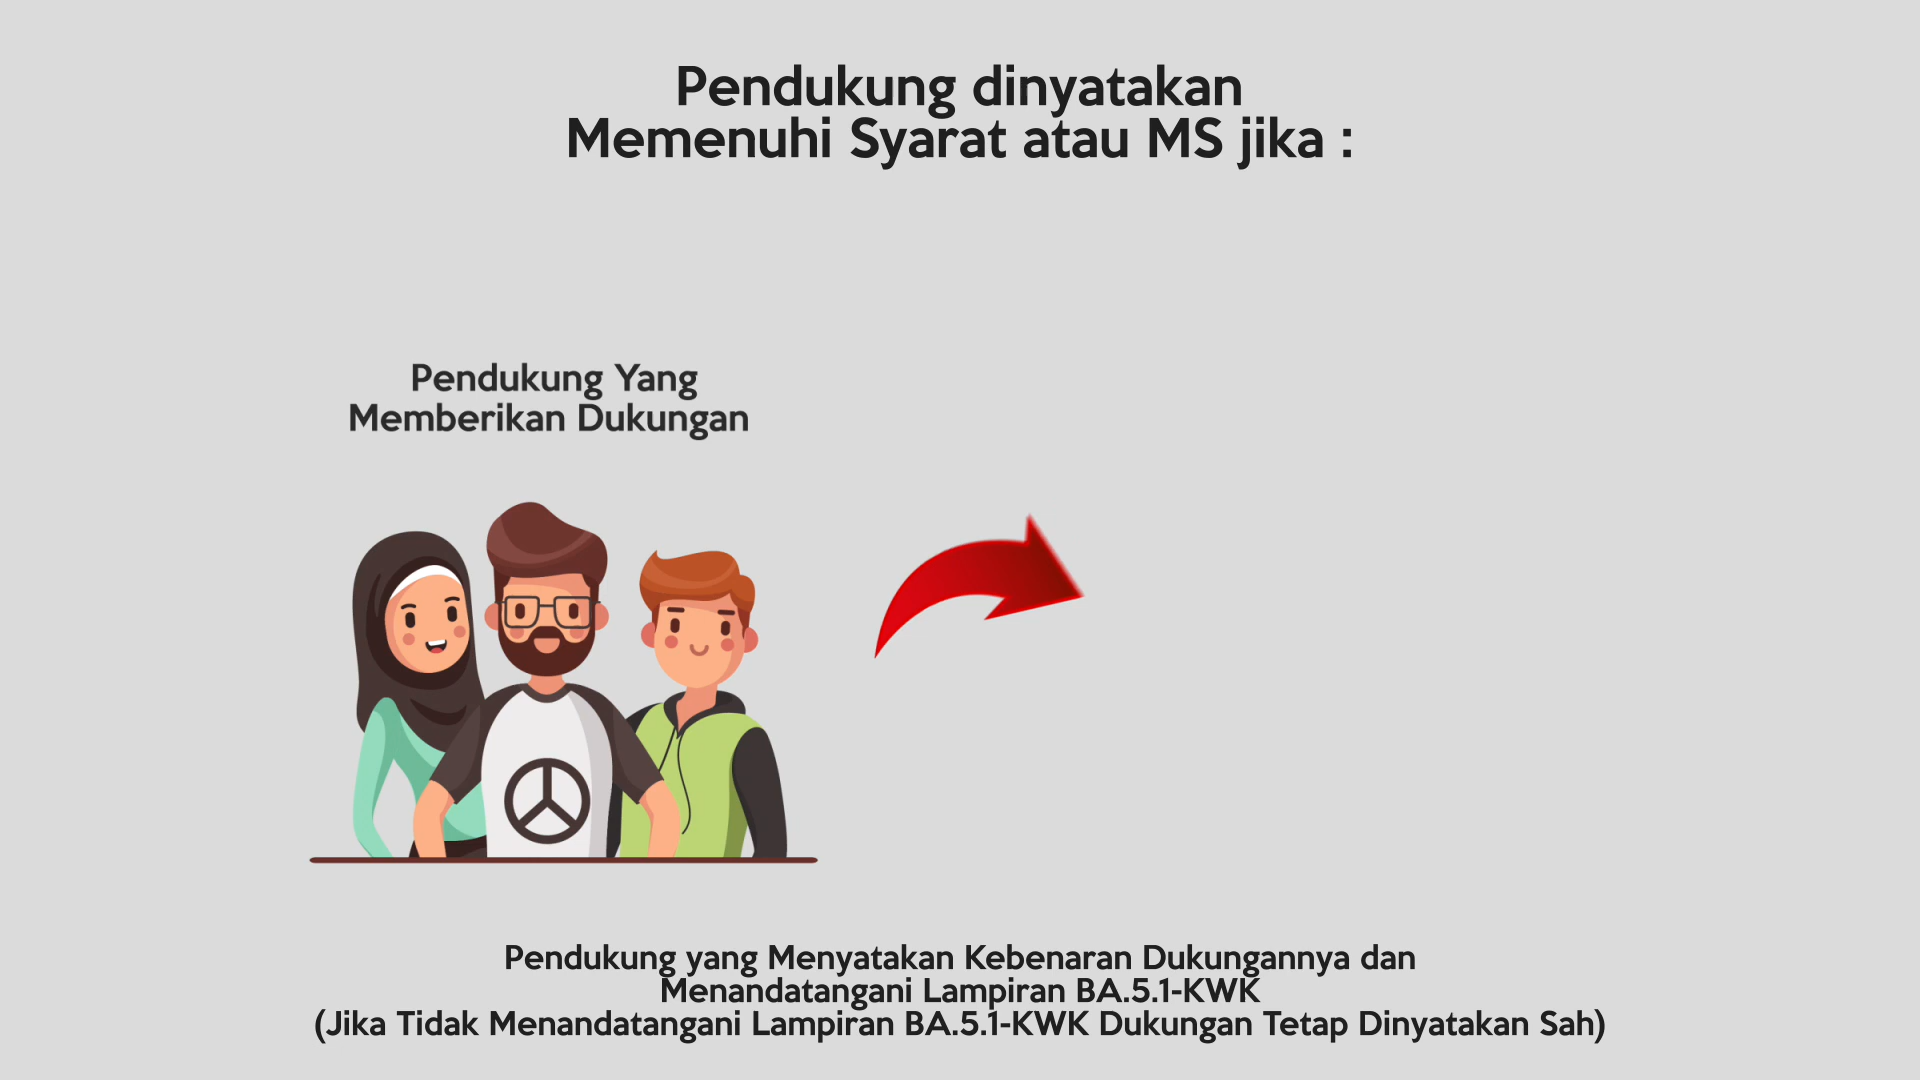 Pendukung dinyatakan
Memenuhi Syarat atau MS jika :
Pendukung Yang
Memberikan Dukungan
Pendukung yang Menyatakan Kebenaran Dukungannya dan
Menandatangani Lampiran BA.5.1-KWK
(Jika Tidak Menandatangani Lampiran BA.5.1-KWK Dukungan Tetap Dinyatakan Sah)